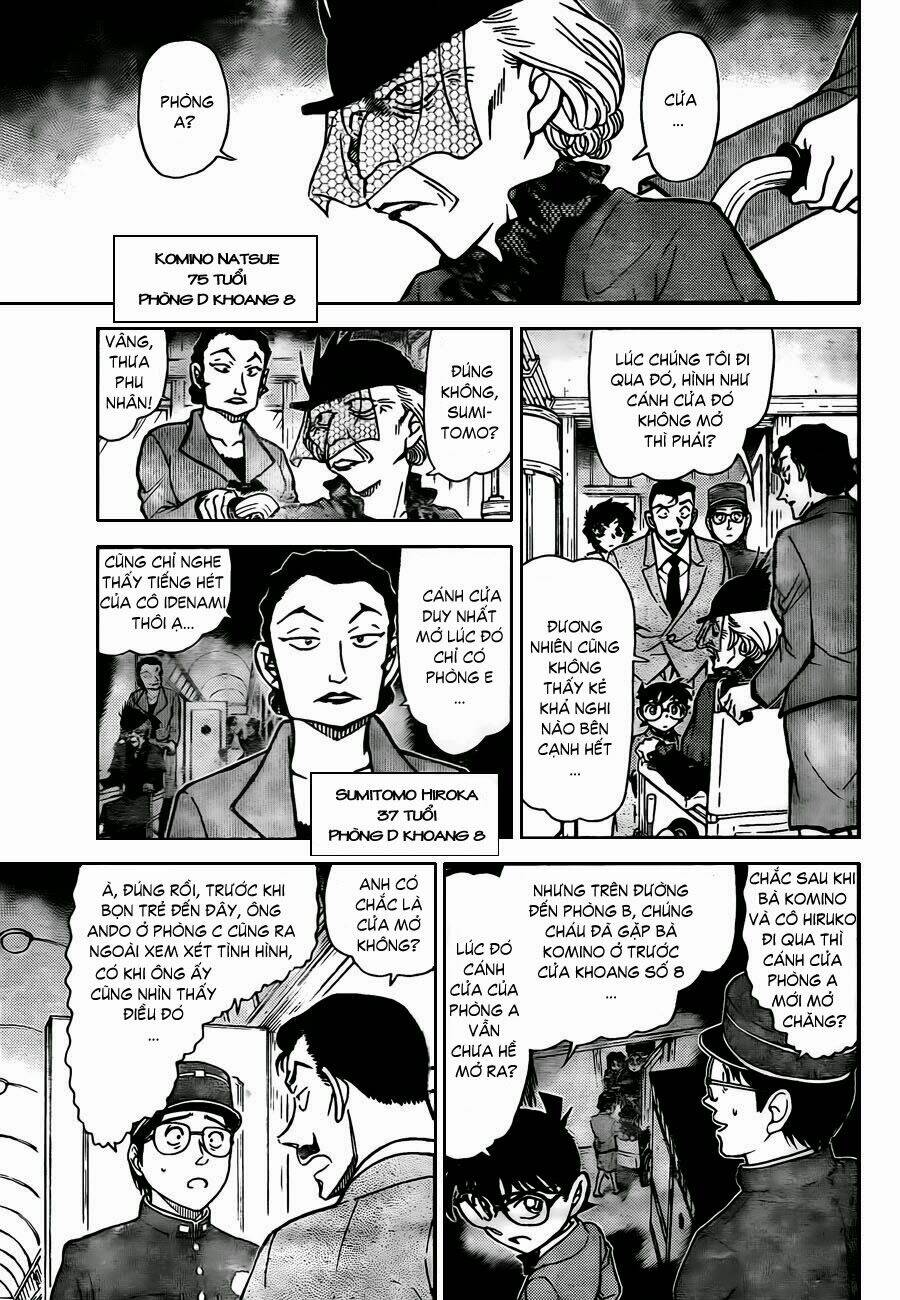 CỬA
...
PHÒNG
A?
KOMINO NATSUE
75 TUỔI
PHÒNG D KHOANG 8
LÚC CHÚNG TÔI ĐI
QUA ĐÓ, HÌNH NHƯ
CÁNH CỬA ĐÓ
KHÔNG MỞ
THÌ PHẢI?
ĐƯƠNG
NHIÊN CŨNG
KHÔNG
THẤY KẺ
KHẢ NGHI
NÀO BÊN
CẠNH HẾT
...
ĐÚNG
KHÔNG,
SUMI-
TOMO?
VÂNG,
THƯA
PHU
NHÂN!
CÁNH CỬA
DUY NHẤT
MỞ LÚC ĐÓ
CHỈ CÓ
PHÒNG E
...
CŨNG CHỈ NGHE
THẤY TIẾNG HÉT
CỦA CÔ IDENAMI
THÔI Ạ...
SUMITOMO HIROKA
37 TUỔI
PHÒNG D KHOANG 8
CHẮC SAU KHI
BÀ KOMINO
VÀ CÔ HIRUKO
ĐI QUA THÌ
CÁNH CỬA
PHÒNG A
MỚI MỞ
CHĂNG?
NHƯNG TRÊN ĐƯỜNG
ĐẾN PHÒNG B, CHÚNG
CHÁU ĐÃ GẶP BÀ
KOMINO Ở TRƯỚC
CỬA KHOANG SỐ 8
...
LÚC ĐÓ
CÁNH
CỬA CỦA
PHÒNG A
VẪN
CHƯA HỀ
MỞ RA?
ANH CÓ
CHẮC LÀ
CỬA MỞ
KHÔNG?
À, ĐÚNG RỒI, TRƯỚC KHI
BỌN TRẺ ĐẾN ĐÂY, ÔNG
ANDO Ở PHÒNG C CŨNG RA
NGOÀI XEM XÉT TÌNH HÌNH,
CÓ KHI ÔNG ẤY
CŨNG NHÌN THẤY
ĐIỀU ĐÓ
...